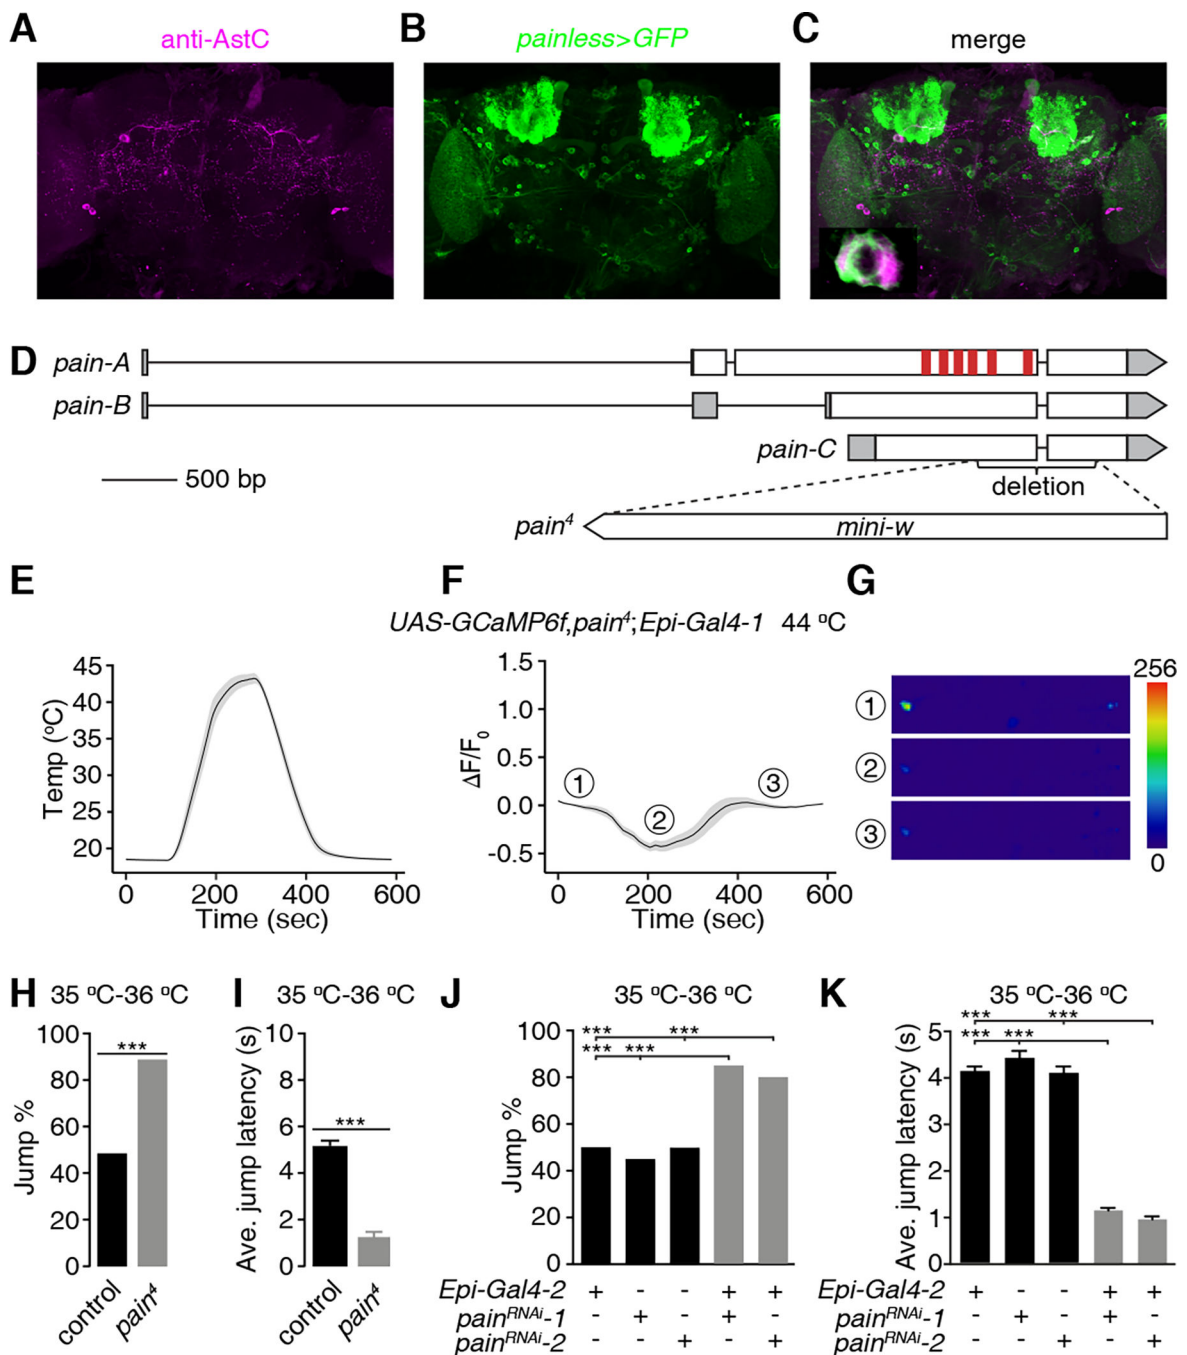 A anti-AstC
B painless>GFP
C merge
D pain-A
pain-B
pain-C
500 bp
deletion
pain⁴ mini-w
E
F
G
UAS-GCaMP6f,pain⁴;Epi-Gal4-1 44 ºC
Temp (ºC)
45
40
35
30
25
20
0 200 400 600
Time (sec)
ΔF/F₀
1.5
1.0
0.5
0.0
-0.5
1
2
3
0 200 400 600
Time (sec)
1
2
3
256
0
H 35 ºC-36 ºC
Jump %
100
80
60
40
20
0
***
control
pain⁴
I 35 ºC-36 ºC
Ave. jump latency (s)
10
8
6
4
2
0
***
control
pain⁴
J 35 ºC-36 ºC
Jump %
100
80
60
40
20
0
*** ***
*** ***
Epi-Gal4-2 + - - + +
painᴿᴺᴬⁱ-1 - + - + -
painᴿᴺᴬⁱ-2 - - + - +
K 35 ºC-36 ºC
Ave. jump latency (s)
5
4
2
1
0
*** ***
*** ***
Epi-Gal4-2 + - - + +
painᴿᴺᴬⁱ-1 - + - + -
painᴿᴺᴬⁱ-2 - - + - +